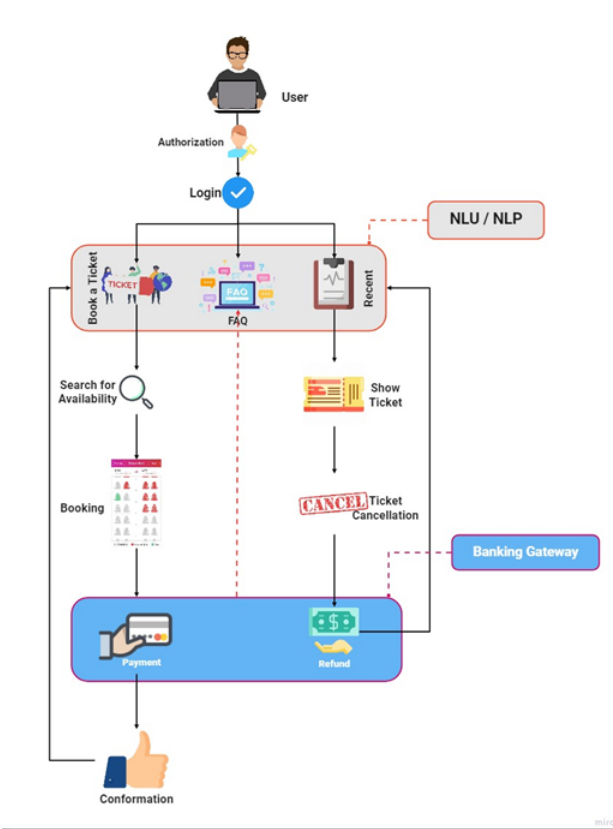 User
Authorization
Login
NLU / NLP
Book a Ticket
TICKET
FAQ
FAQ
Recent
Search for
Availability
Show
Ticket
Booking
CANCEL
Ticket
Cancellation
Banking Gateway
Payment
Refund
Conformation
miro